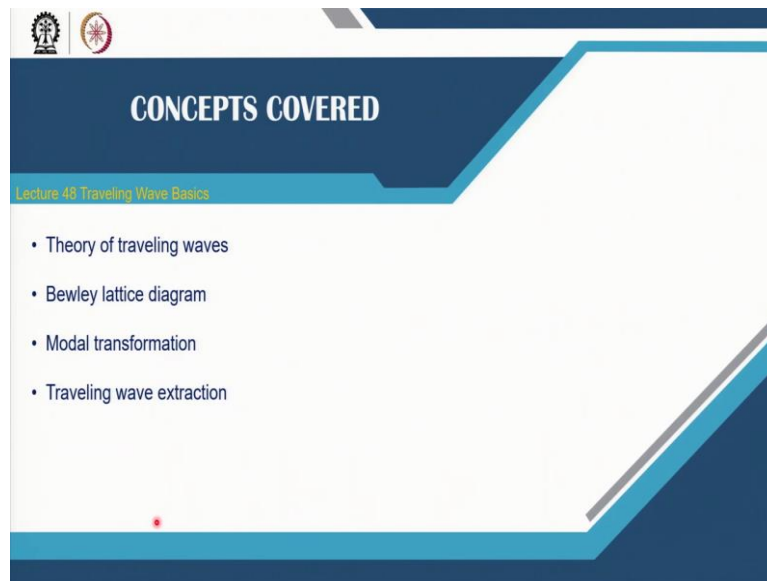 CONCEPTS COVERED
Lecture 48 Traveling Wave Basics
• Theory of traveling waves
• Bewley lattice diagram
• Modal transformation
• Traveling wave extraction